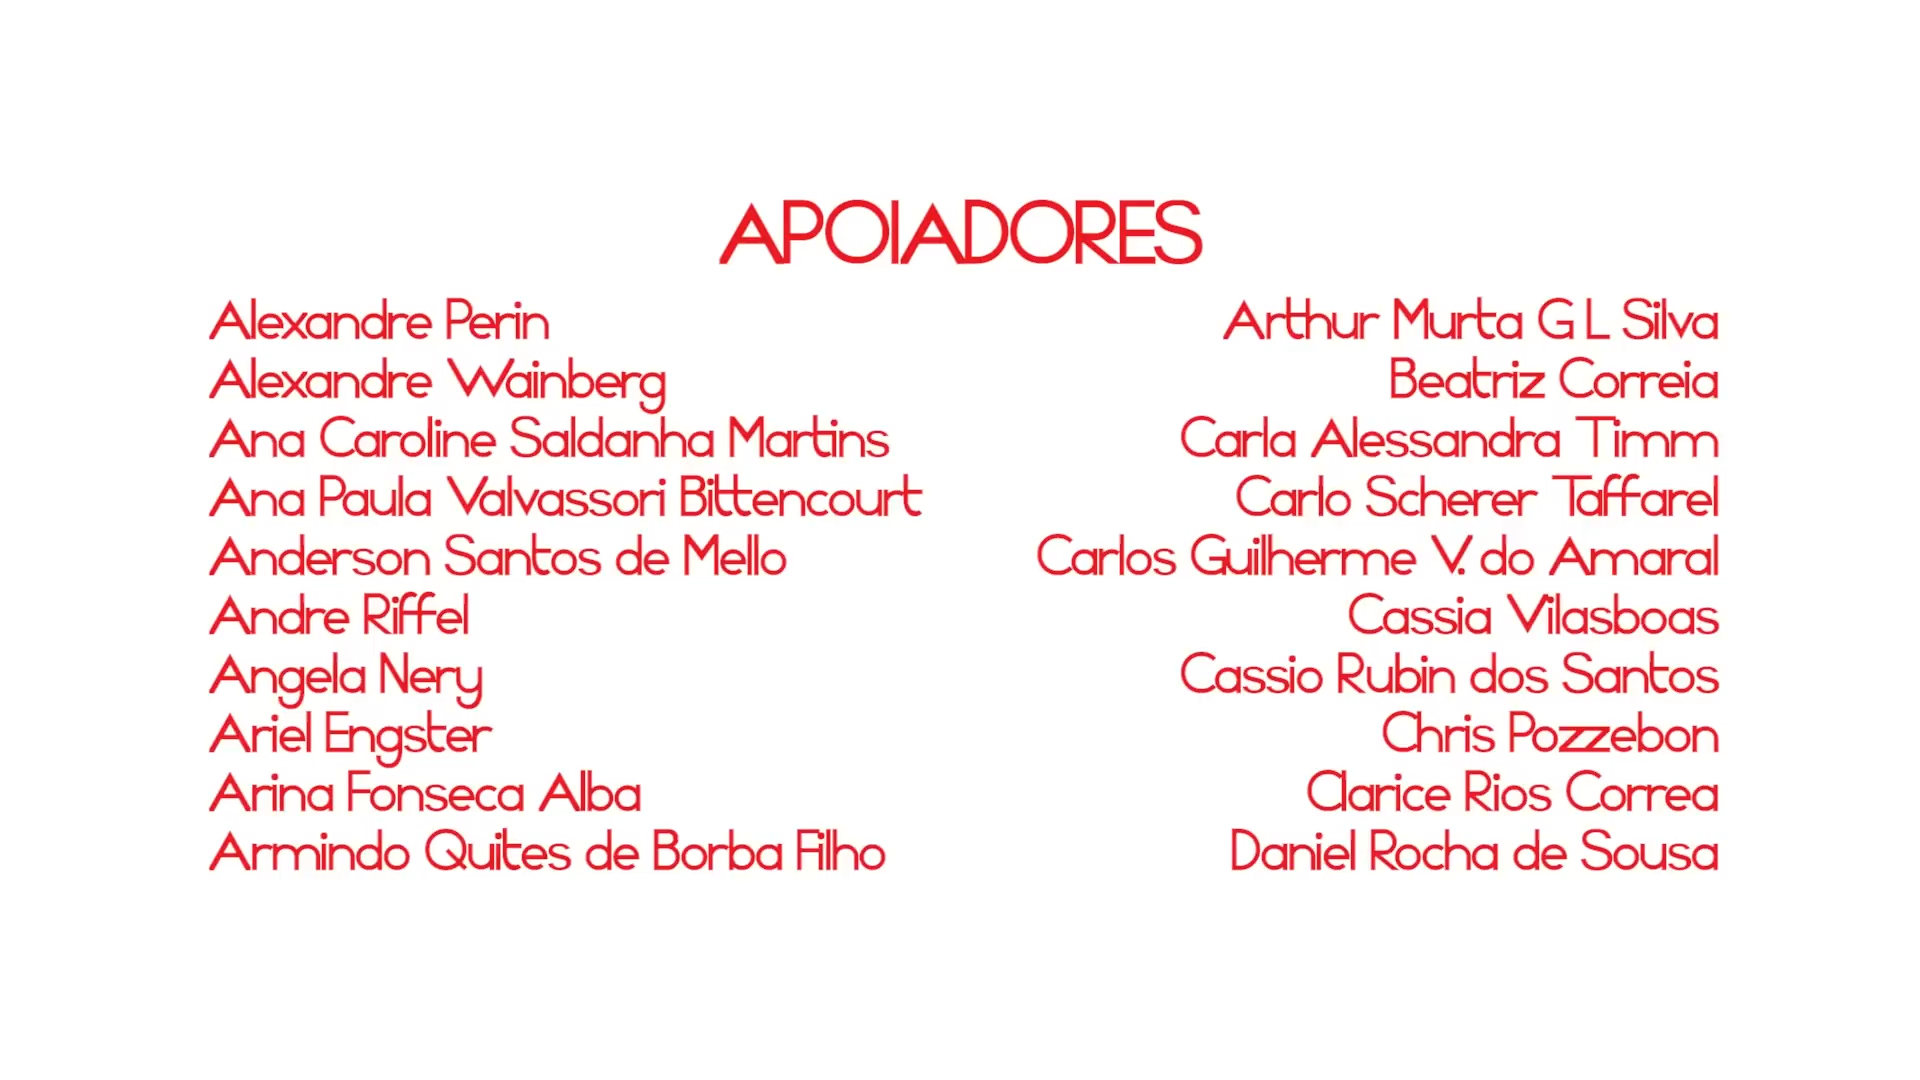 APOIADORES
Alexandre Perin
Alexandre Wainberg
Ana Caroline Saldanha Martins
Ana Paula Valvassori Bittencourt
Anderson Santos de Mello
Andre Riffel
Angela Nery
Ariel Engster
Arina Fonseca Alba
Armindo Quites de Borba Filho
Arthur Murta G L Silva
Beatriz Correia
Carla Alessandra Timm
Carlo Scherer Taffarel
Carlos Guilherme V. do Amaral
Cassia Vilasboas
Cassio Rubin dos Santos
Chris Pozzebon
Clarice Rios Correa
Daniel Rocha de Sousa